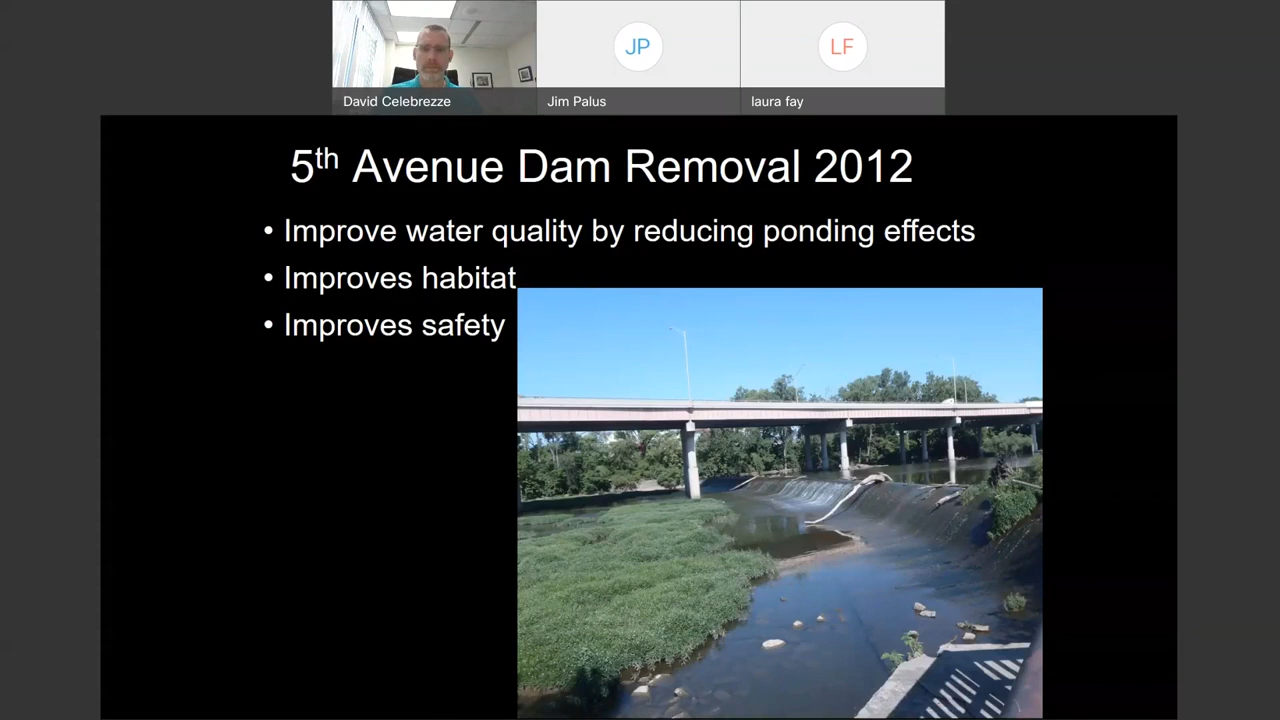 JP
LF
David Celebrezze
Jim Palus
laura fay
5th Avenue Dam Removal 2012
• Improve water quality by reducing ponding effects
• Improves habitat
• Improves safety